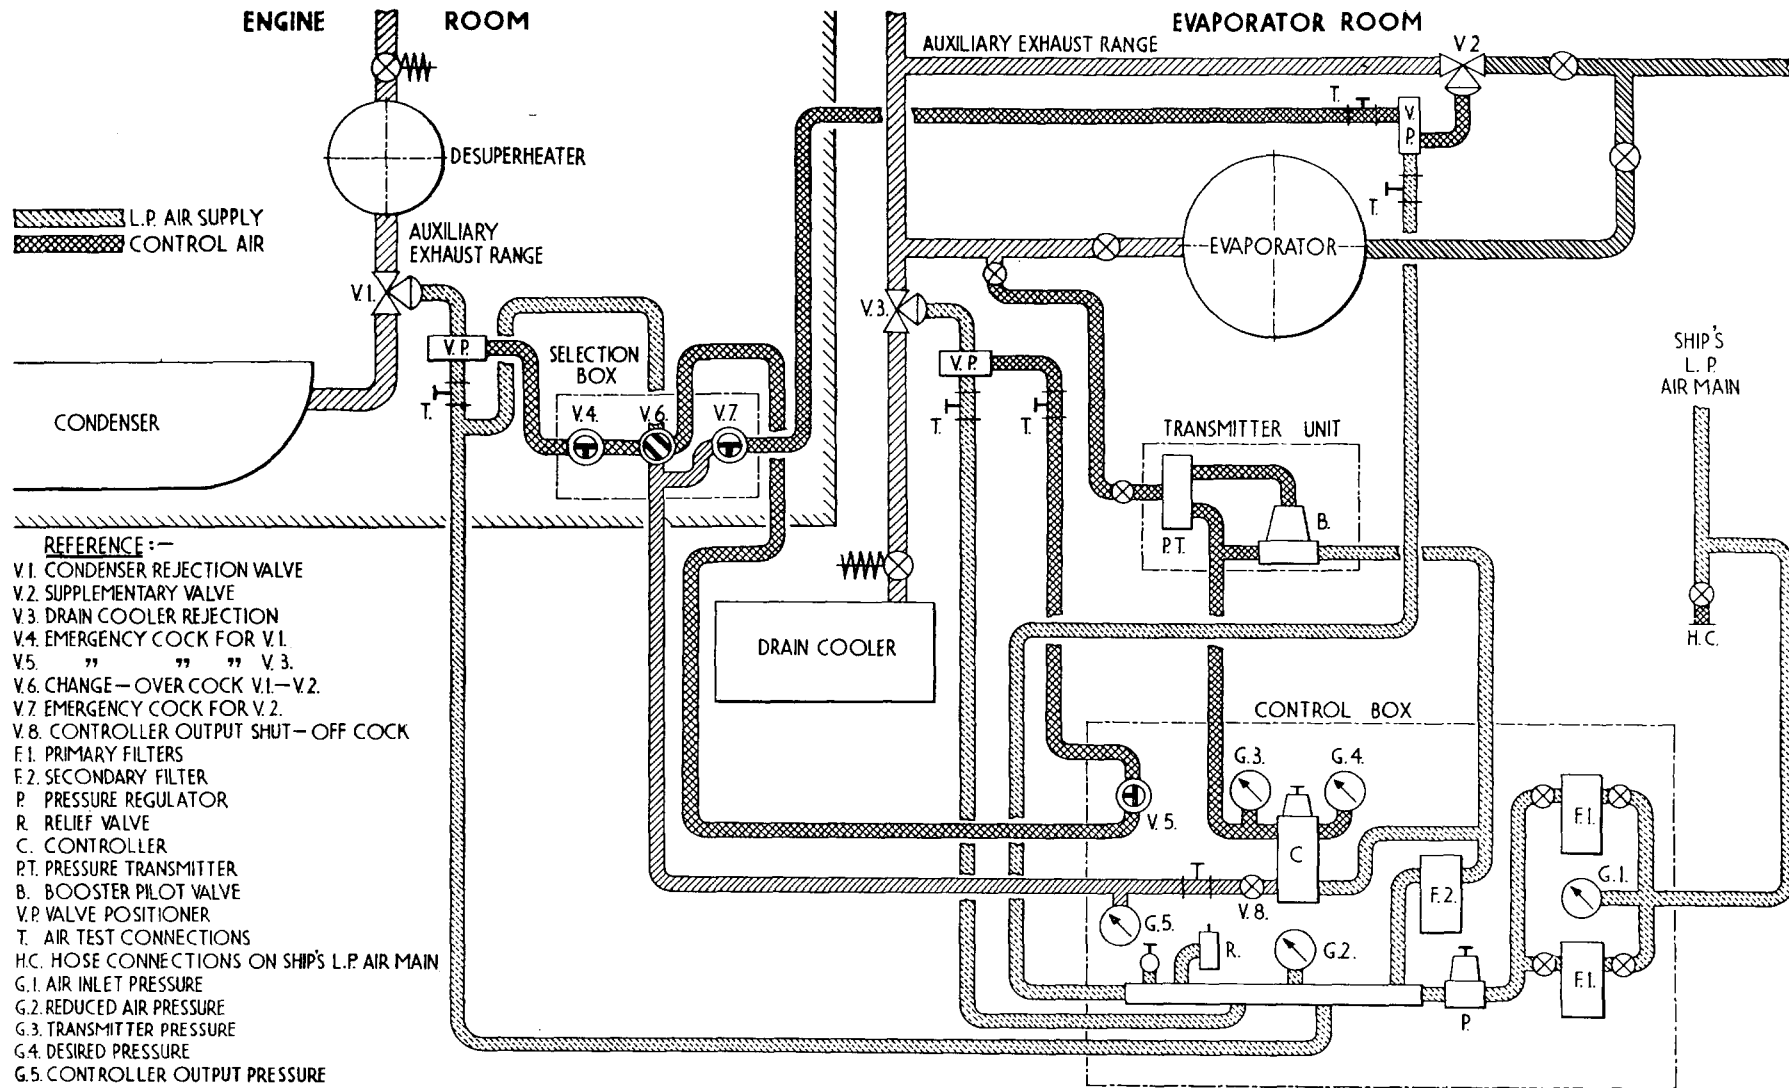 ENGINE ROOM
EVAPORATOR ROOM
AUXILIARY EXHAUST RANGE
V 2
T.
V. P.
DESUPERHEATER
T.
L.P. AIR SUPPLY
CONTROL AIR
AUXILIARY
EXHAUST RANGE
EVAPORATOR
V.1.
V.3.
V.P.
SELECTION
BOX
V.P.
SHIP'S
L. P.
AIR MAIN
T.
V.4.
V.6.
V.7.
T.
T.
CONDENSER
TRANSMITTER UNIT
B.
P.T.
H.C.
DRAIN COOLER
REFERENCE :—
V.1. CONDENSER REJECTION VALVE
V.2. SUPPLEMENTARY VALVE
V.3. DRAIN COOLER REJECTION
V.4. EMERGENCY COCK FOR V.1.
V.5. " " " V. 3.
V.6. CHANGE-OVER COCK V.1.-V.2.
V.7. EMERGENCY COCK FOR V.2.
V.8. CONTROLLER OUTPUT SHUT-OFF COCK
F.1. PRIMARY FILTERS
F.2. SECONDARY FILTER
P. PRESSURE REGULATOR
R. RELIEF VALVE
C. CONTROLLER
P.T. PRESSURE TRANSMITTER
B. BOOSTER PILOT VALVE
V.P. VALVE POSITIONER
T. AIR TEST CONNECTIONS
H.C. HOSE CONNECTIONS ON SHIP'S L.P. AIR MAIN
G.1. AIR INLET PRESSURE
G.2. REDUCED AIR PRESSURE
G.3. TRANSMITTER PRESSURE
G.4. DESIRED PRESSURE
G.5. CONTROLLER OUTPUT PRESSURE
CONTROL BOX
G.3.
G.4.
V.5.
F.1.
C
T
V.8.
F.2.
G.1.
G.5.
R.
G.2.
P.
F.1.